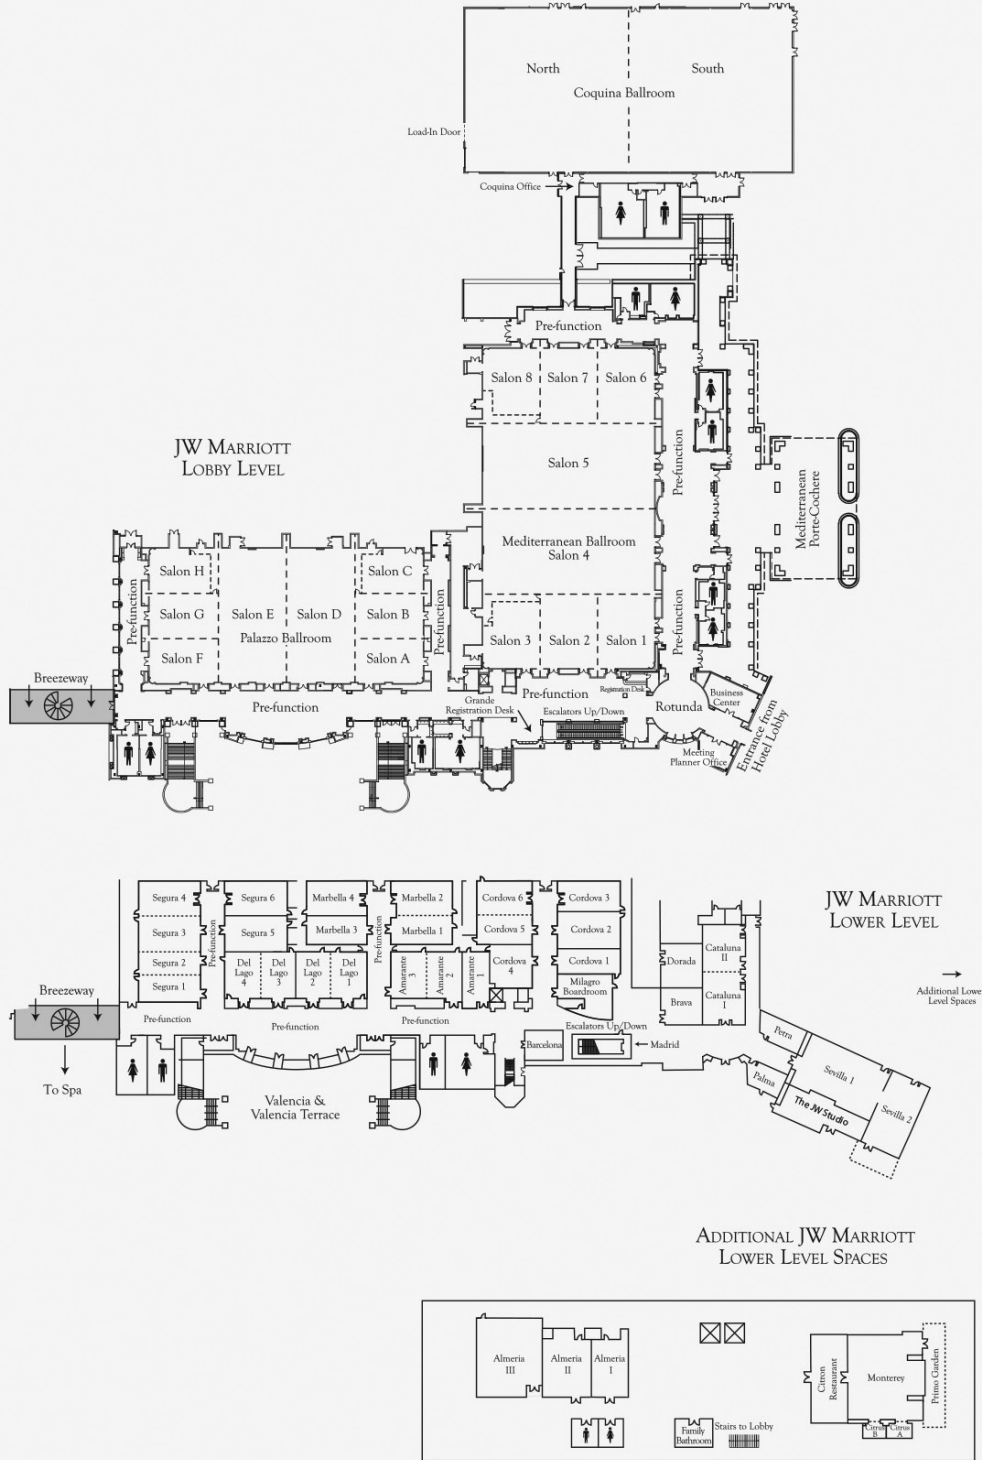 North
South
Coquina Ballroom
Load-In Door
Coquina Office
Pre-function
Salon 8
Salon 7
Salon 6
JW MARRIOTT
LOBBY LEVEL
Salon 5
Pre-function
Mediterranean
Porte-Cochere
Mediterranean Ballroom
Salon 4
Salon H
Salon C
Pre-function
Salon G
Salon E
Salon D
Salon B
Pre-function
Pre-function
Palazzo Ballroom
Salon F
Salon A
Salon 3
Salon 2
Salon 1
Breezeway
Pre-function
Grande
Registration Desk
Pre-function
Registration Desk
Escalators Up/Down
Rotunda
Business
Center
Meeting
Planner Office
Entrance from
Hotel Lobby
JW MARRIOTT
LOWER LEVEL
Segura 4
Segura 6
Marbella 4
Marbella 2
Cordova 6
Cordova 3
Segura 3
Pre-function
Segura 5
Marbella 3
Pre-function
Marbella 1
Cordova 5
Cordova 2
Segura 2
Segura 1
Del
Lago
4
Del
Lago
3
Del
Lago
2
Del
Lago
1
Amarante
3
Amarante
2
Amarante
1
Cordova
4
Cordova 1
Milagro
Boardroom
Dorada
Brava
Cataluna
II
Cataluna
I
Additional Lowe
Level Spaces
Breezeway
Pre-function
Pre-function
Pre-function
Escalators Up/Down
Barcelona
Madrid
Petra
Palma
Sevilla 1
Sevilla 2
The JW Studio
To Spa
Valencia &
Valencia Terrace
ADDITIONAL JW MARRIOTT
LOWER LEVEL SPACES
Almeria
III
Almeria
II
Almeria
I
Family
Bathroom
Stairs to Lobby
Citron
Restaurant
Monterey
Primo Garden
Citrus
B
Citrus
A